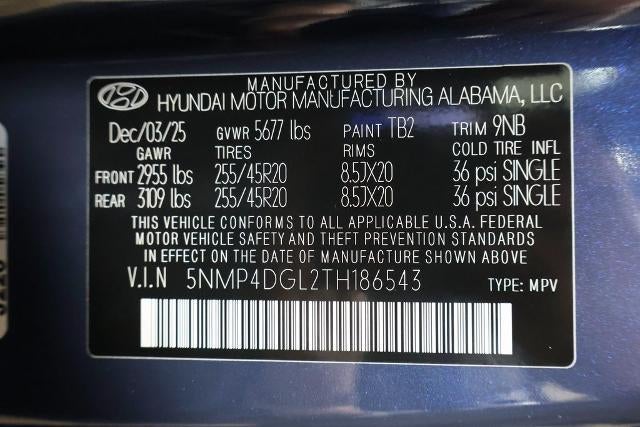 MANUFACTURED BY
HYUNDAI MOTOR MANUFACTURING ALABAMA, LLC
Dec/03/25 GVWR 5677 lbs PAINT TB2 TRIM 9NB
GAWR TIRES RIMS COLD TIRE INFL
FRONT 2955 lbs 255/45R20 8.5JX20 36 psi SINGLE
REAR 3109 lbs 255/45R20 8.5JX20 36 psi SINGLE
THIS VEHICLE CONFORMS TO ALL APPLICABLE U.S.A. FEDERAL
MOTOR VEHICLE SAFETY AND THEFT PREVENTION STANDARDS
IN EFFECT ON THE DATE OF MANUFACTURE SHOWN ABOVE
V.I.N 5NMP4DGL2TH186543 TYPE: MPV